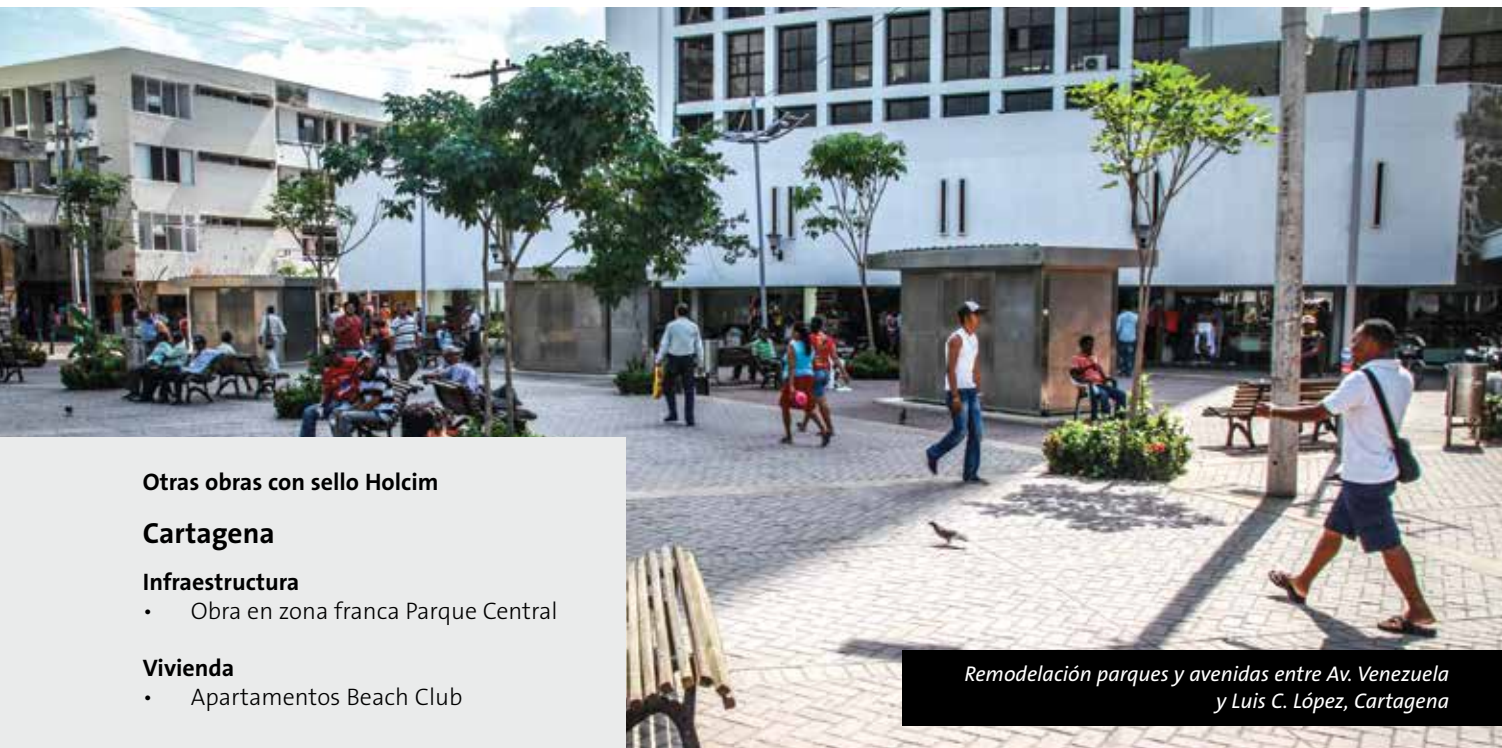 Otras obras con sello Holcim
Cartagena
Infraestructura
• Obra en zona franca Parque Central
Vivienda
• Apartamentos Beach Club
Remodelación parques y avenidas entre Av. Venezuela
y Luis C. López, Cartagena